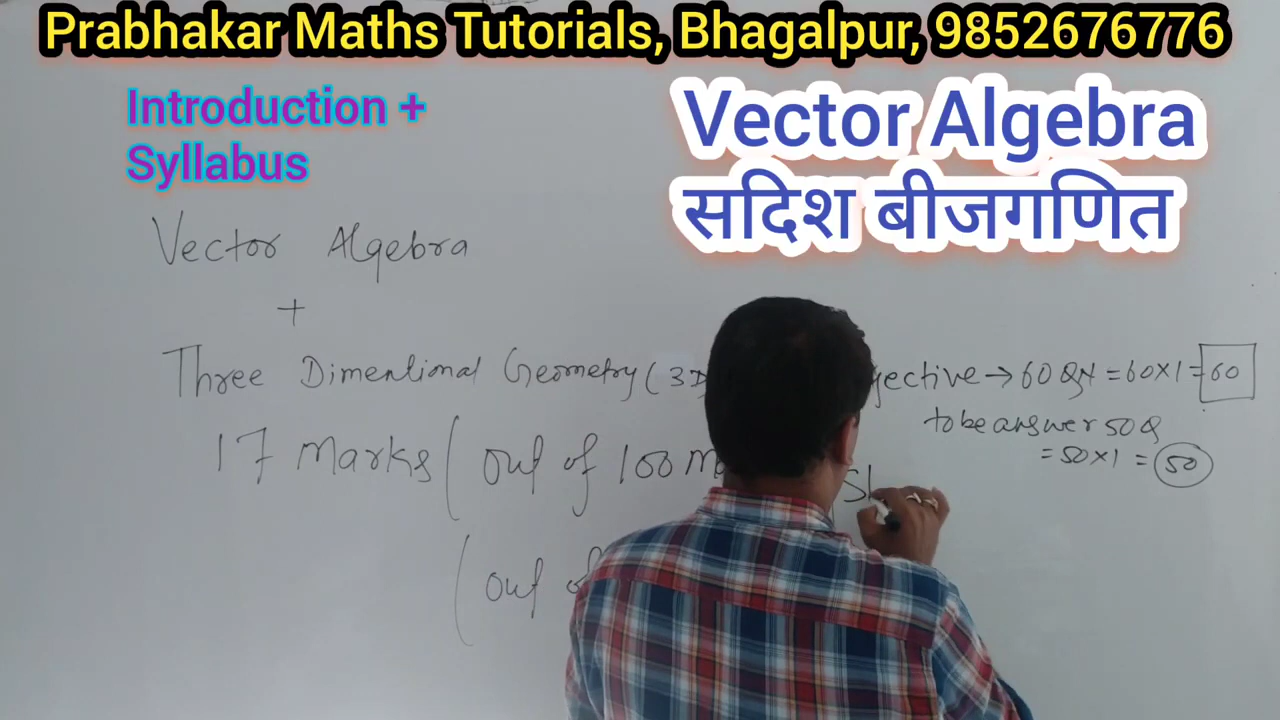 Prabhakar Maths Tutorials, Bhagalpur, 9852676776
Introduction +
Syllabus
Vector Algebra
सदिश बीजगणित
Vector Algebra
+
Three Dimentional Geometry (3D
jective → 60 QN = 60×1 = 60
to be answer 50 Q
= 50×1 = 50
17 Marks ( out of 100 M
( out of